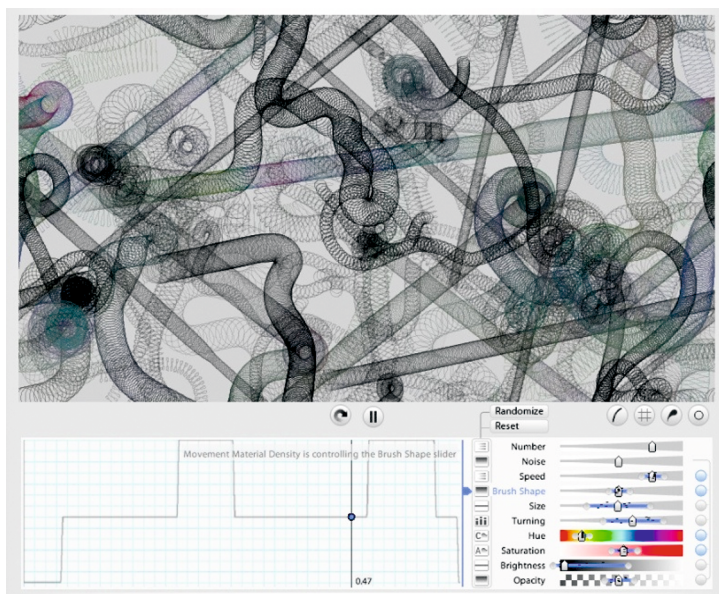 Randomize
Reset
Movement Material Density is controlling the Brush Shape slider
0.47
Number
Noise
Speed
Brush Shape
Size
Turning
Hue
Saturation
Brightness
Opacity